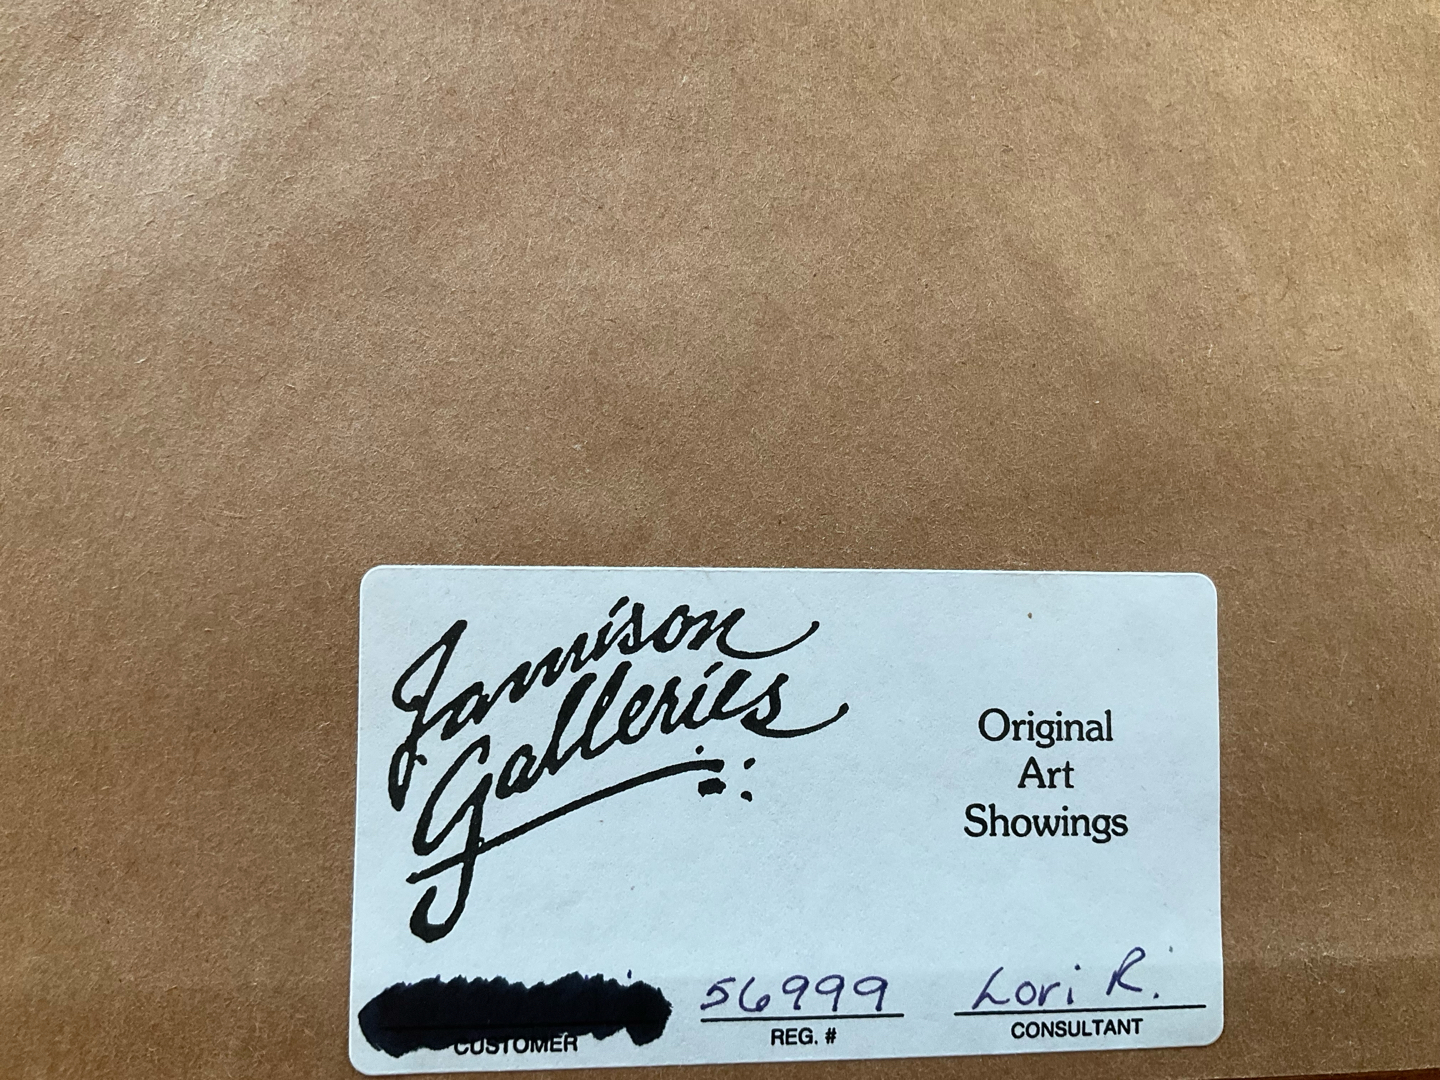 Jamison
Galleries
Original
Art
Showings
56999
Lori R.
CUSTOMER
REG. #
CONSULTANT